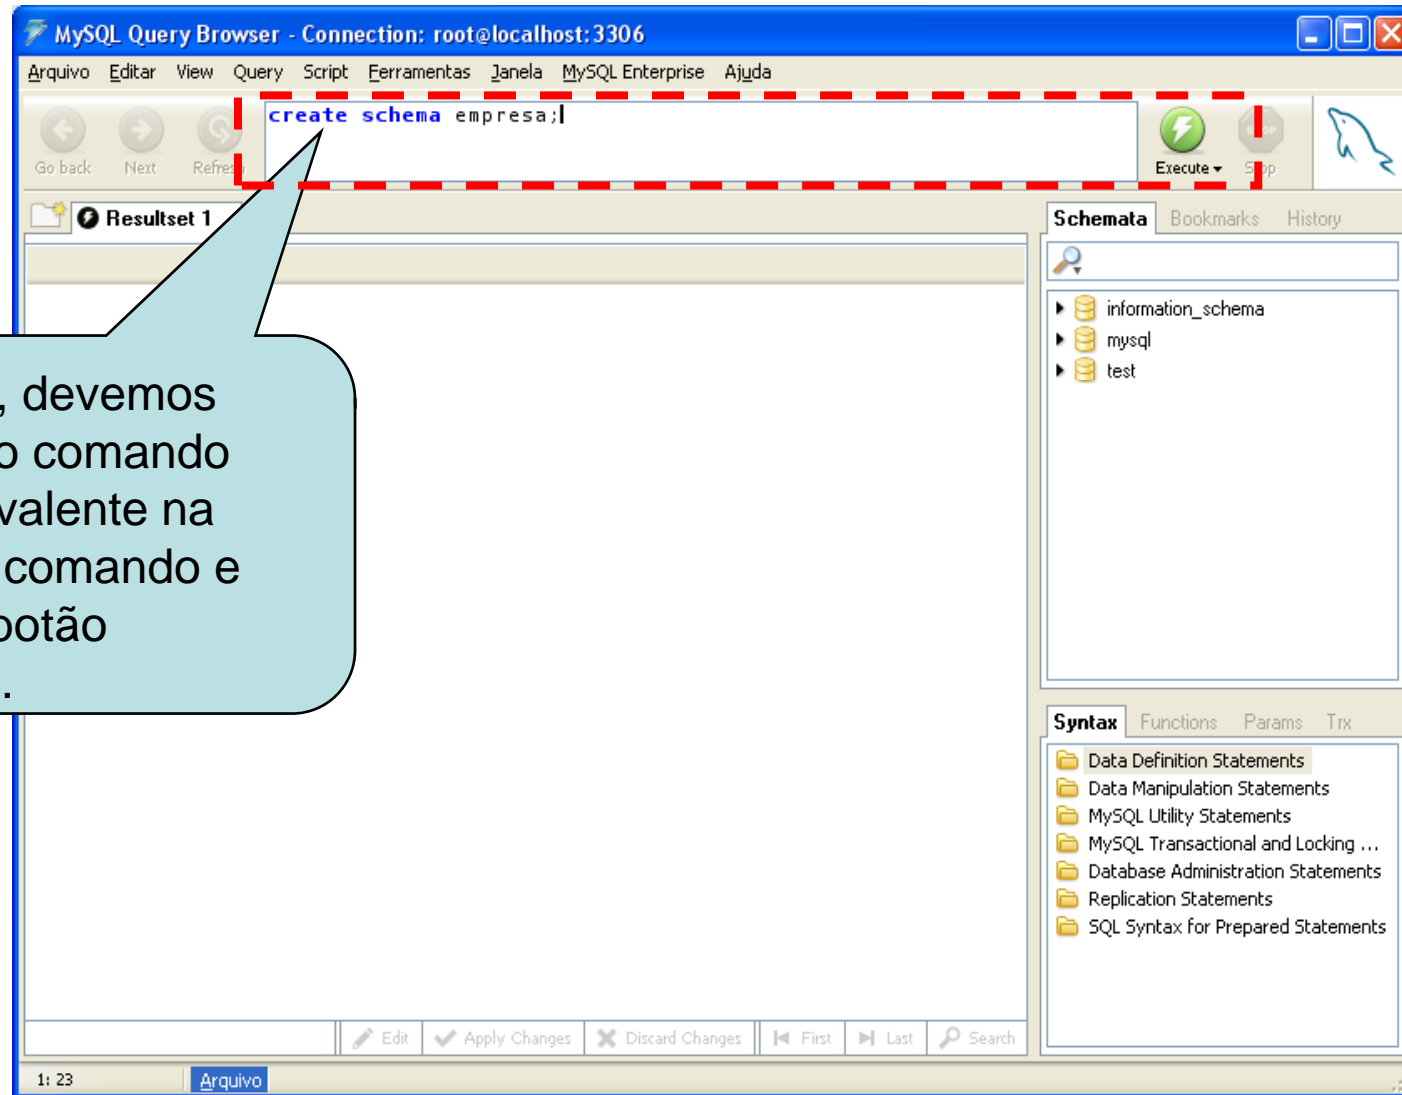 MySQL Query Browser - Connection: root@localhost:3306
Arquivo Editar View Query Script Ferramentas Janela MySQL Enterprise Ajuda
create schema empresa;
Go back Next Execute
Resultset 1
Schemata Bookmarks History
information_schema
mysql
test
, devemos
o comando
valente na
comando e
botão
.
Syntax Functions Params Trx
Data Definition Statements
Data Manipulation Statements
MySQL Utility Statements
MySQL Transactional and Locking ...
Database Administration Statements
Replication Statements
SQL Syntax for Prepared Statements
Edit Apply Changes Discard Changes First Last Search
1: 23 Arquivo